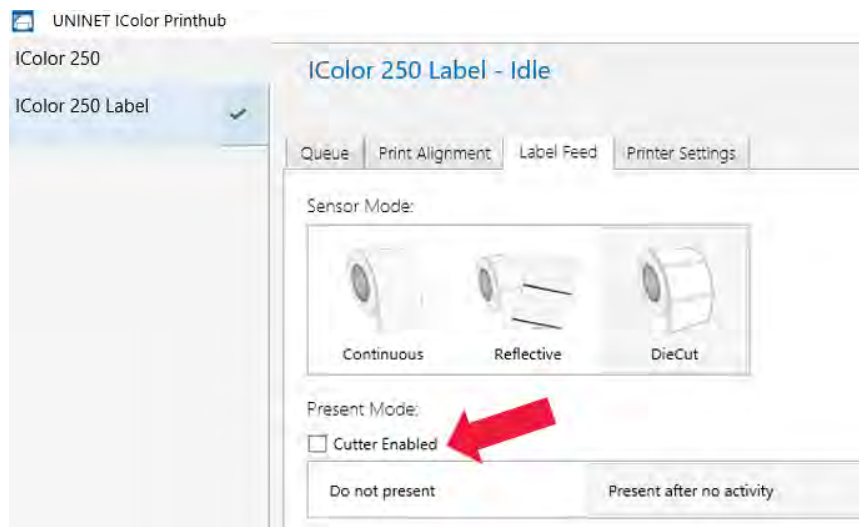 UNINET IColor Printhub
IColor 250
IColor 250 Label
IColor 250 Label - Idle
Queue Print Alignment Label Feed Printer Settings
Sensor Mode:
Continuous Reflective DieCut
Present Mode:
Cutter Enabled
Do not present Present after no activity